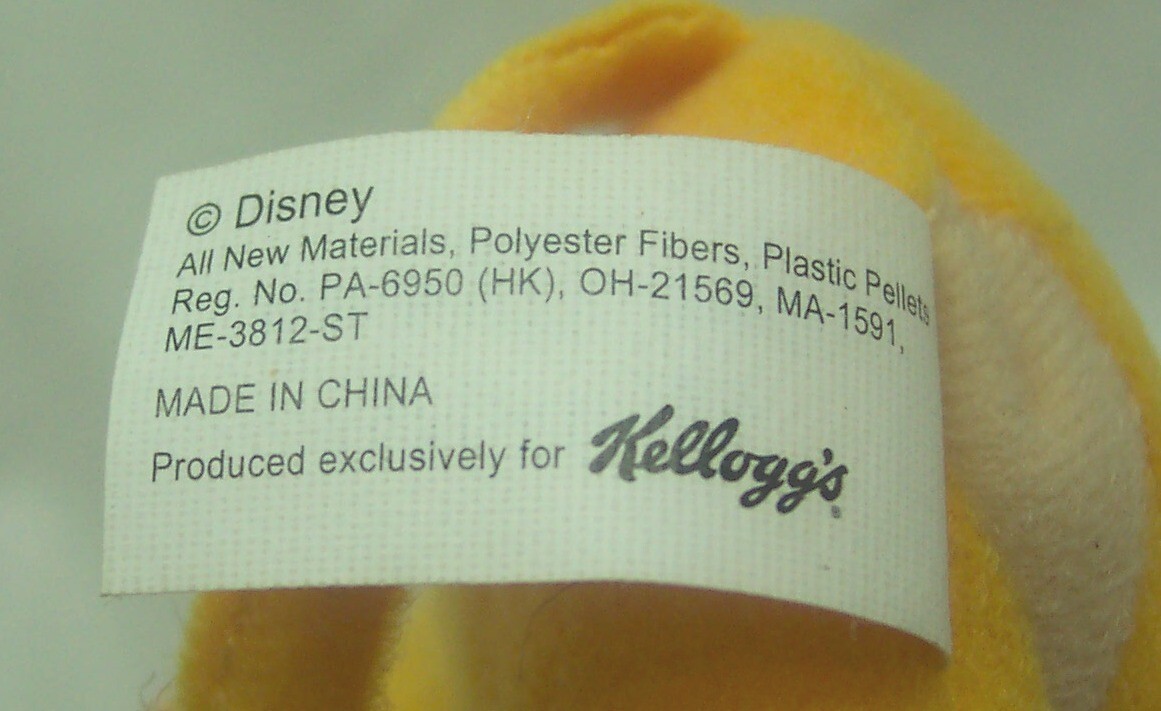 © Disney
All New Materials, Polyester Fibers, Plastic Pellets
Reg. No. PA-6950 (HK), OH-21569, MA-1591,
ME-3812-ST
MADE IN CHINA
Produced exclusively for Kellogg's